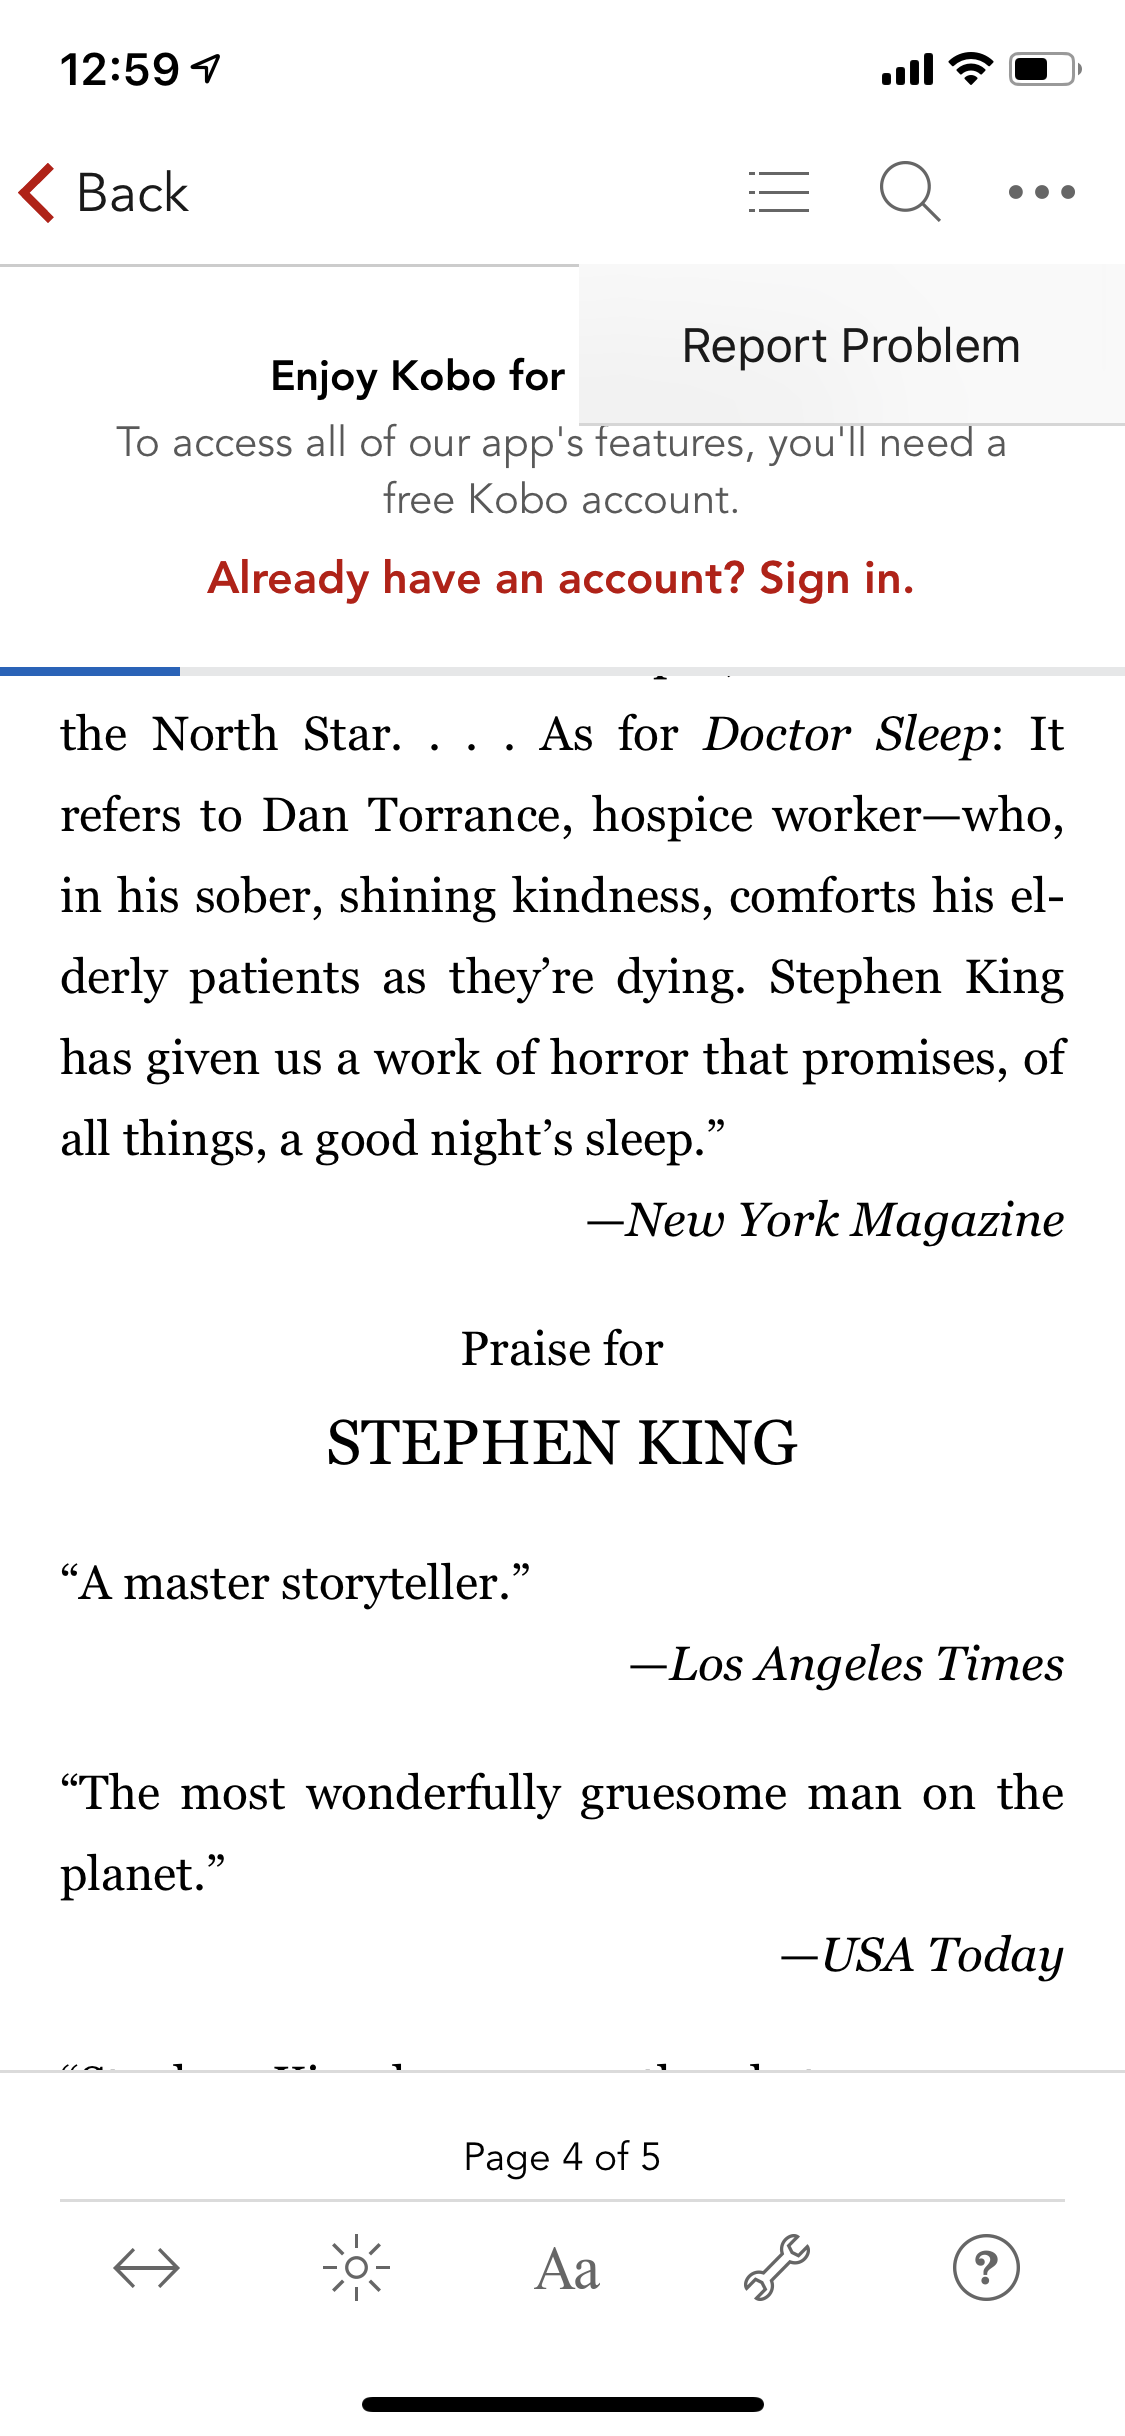 12:59
Back
Report Problem
Enjoy Kobo for
To access all of our app's features, you'll need a
free Kobo account.
Already have an account? Sign in.
the North Star. . . . As for Doctor Sleep: It
refers to Dan Torrance, hospice worker—who,
in his sober, shining kindness, comforts his el-
derly patients as they’re dying. Stephen King
has given us a work of horror that promises, of
all things, a good night’s sleep.”
—New York Magazine
Praise for
STEPHEN KING
“A master storyteller.”
—Los Angeles Times
“The most wonderfully gruesome man on the
planet.”
—USA Today
Page 4 of 5
Aa
?